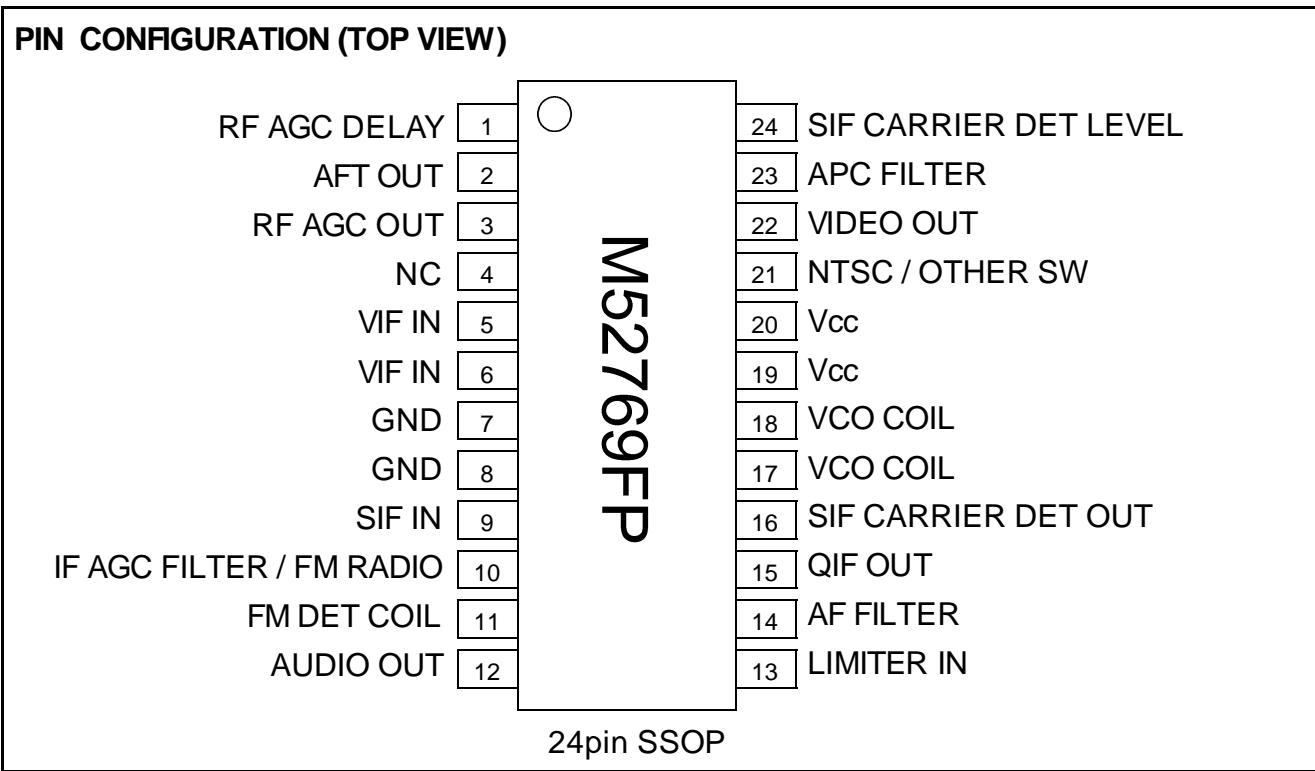 PIN CONFIGURATION (TOP VIEW)
RF AGC DELAY 1
AFT OUT 2
RF AGC OUT 3
NC 4
VIF IN 5
VIF IN 6
GND 7
GND 8
SIF IN 9
IF AGC FILTER / FM RADIO 10
FM DET COIL 11
AUDIO OUT 12
M52769FP
24 SIF CARRIER DET LEVEL
23 APC FILTER
22 VIDEO OUT
21 NTSC / OTHER SW
20 Vcc
19 Vcc
18 VCO COIL
17 VCO COIL
16 SIF CARRIER DET OUT
15 QIF OUT
14 AF FILTER
13 LIMITER IN
24pin SSOP